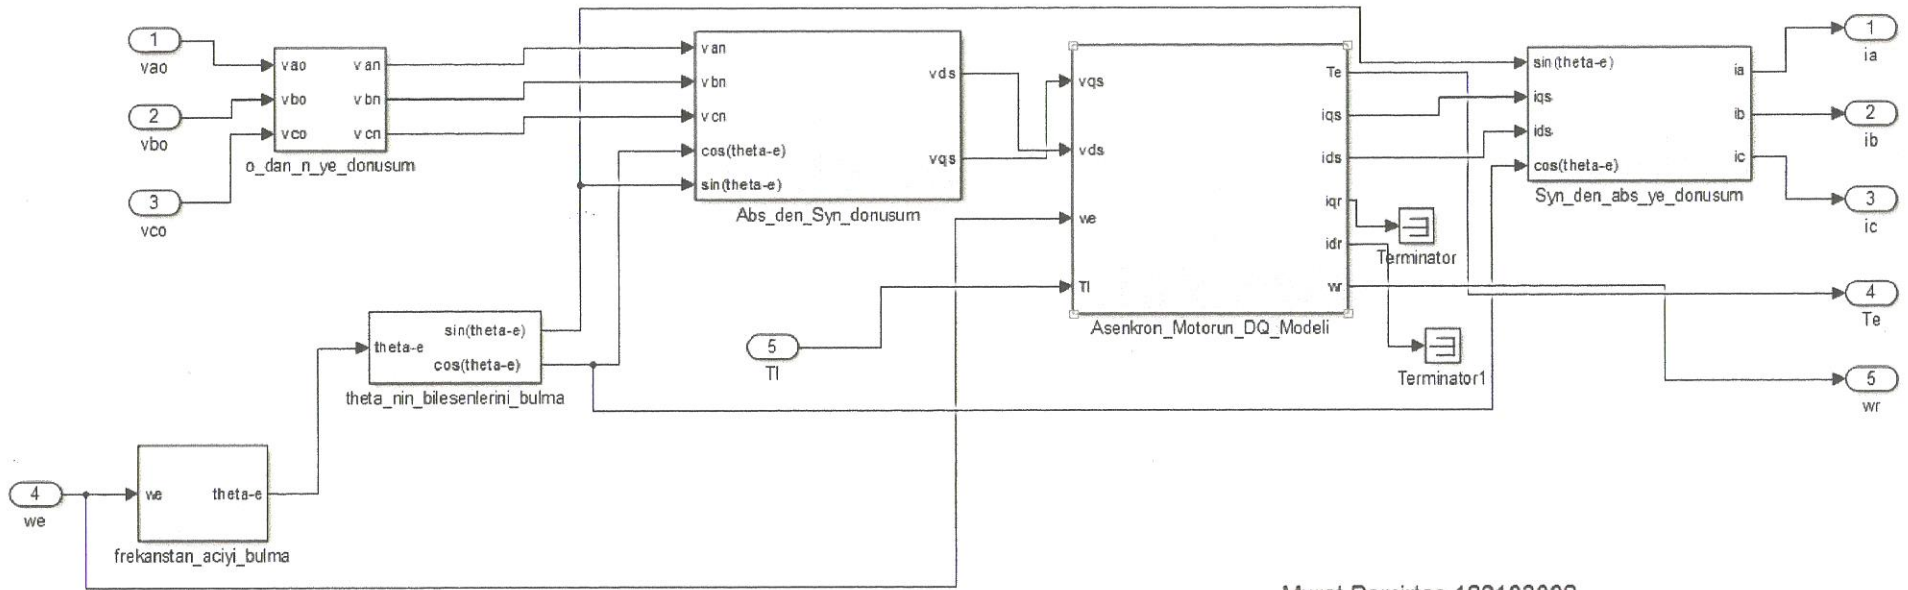 1
vao
2
vbo
3
vco
vao
vbo
vco
van
vbn
vcn
o_dan_n_ye_donusum
van
vbn
vcn
cos(theta-e)
sin(theta-e)
vds
vqs
Abs_den_Syn_donusum
vqs
vds
we
Tl
Te
iqs
ids
iqr
idr
wr
Asenkron_Motorun_DQ_Modeli
Terminator
Terminator1
sin(theta-e)
iqs
ids
cos(theta-e)
ia
ib
ic
Syn_den_abs_ye_donusum
1
ia
2
ib
3
ic
4
Te
5
wr
theta-e
sin(theta-e)
cos(theta-e)
theta_nin_bilesenlerini_bulma
5
Tl
4
we
we
theta-e
frekanstan_aciyi_bulma